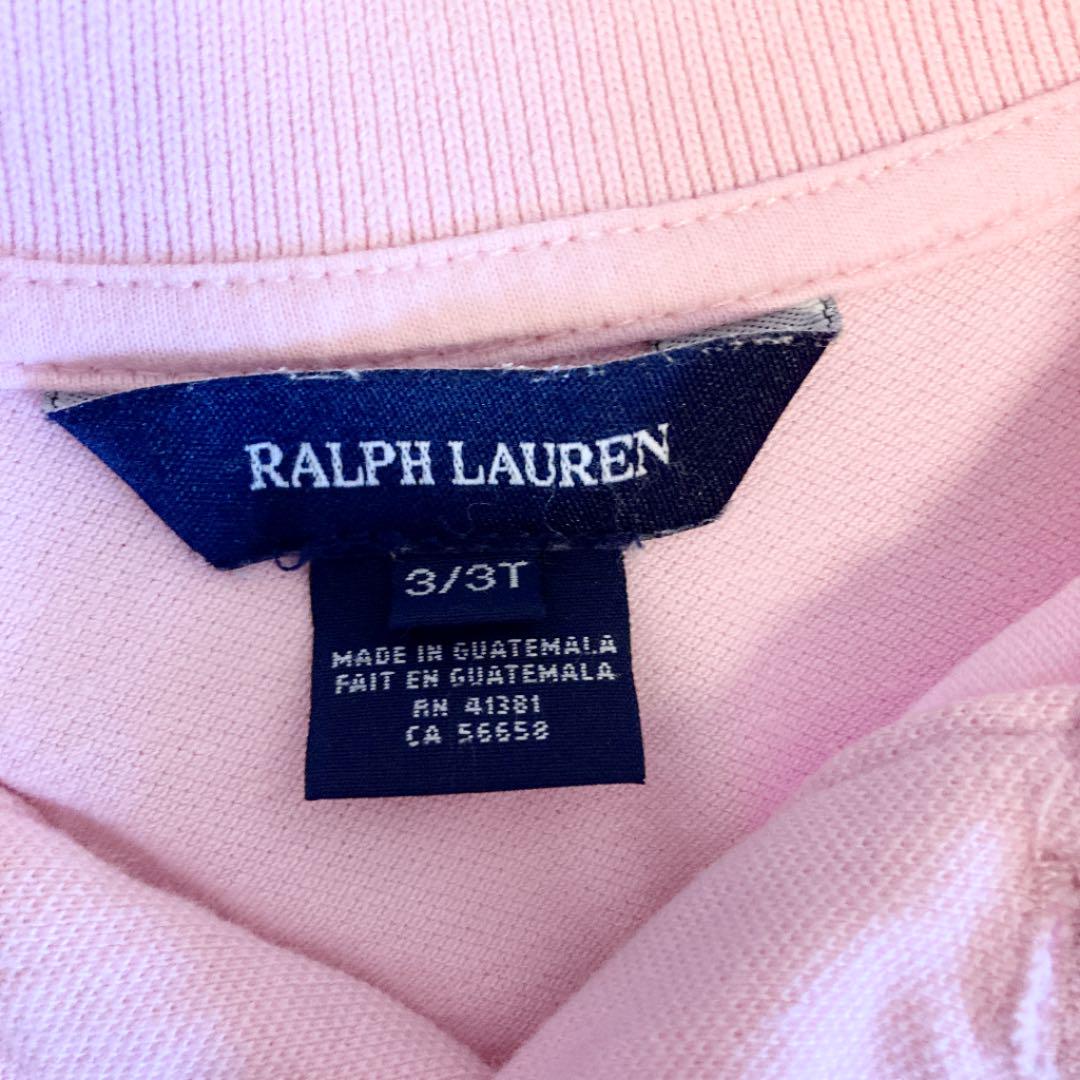 RALPH LAUREN
3/3T
MADE IN GUATEMALA
FAIT EN GUATEMALA
RN 41381
CA 56658